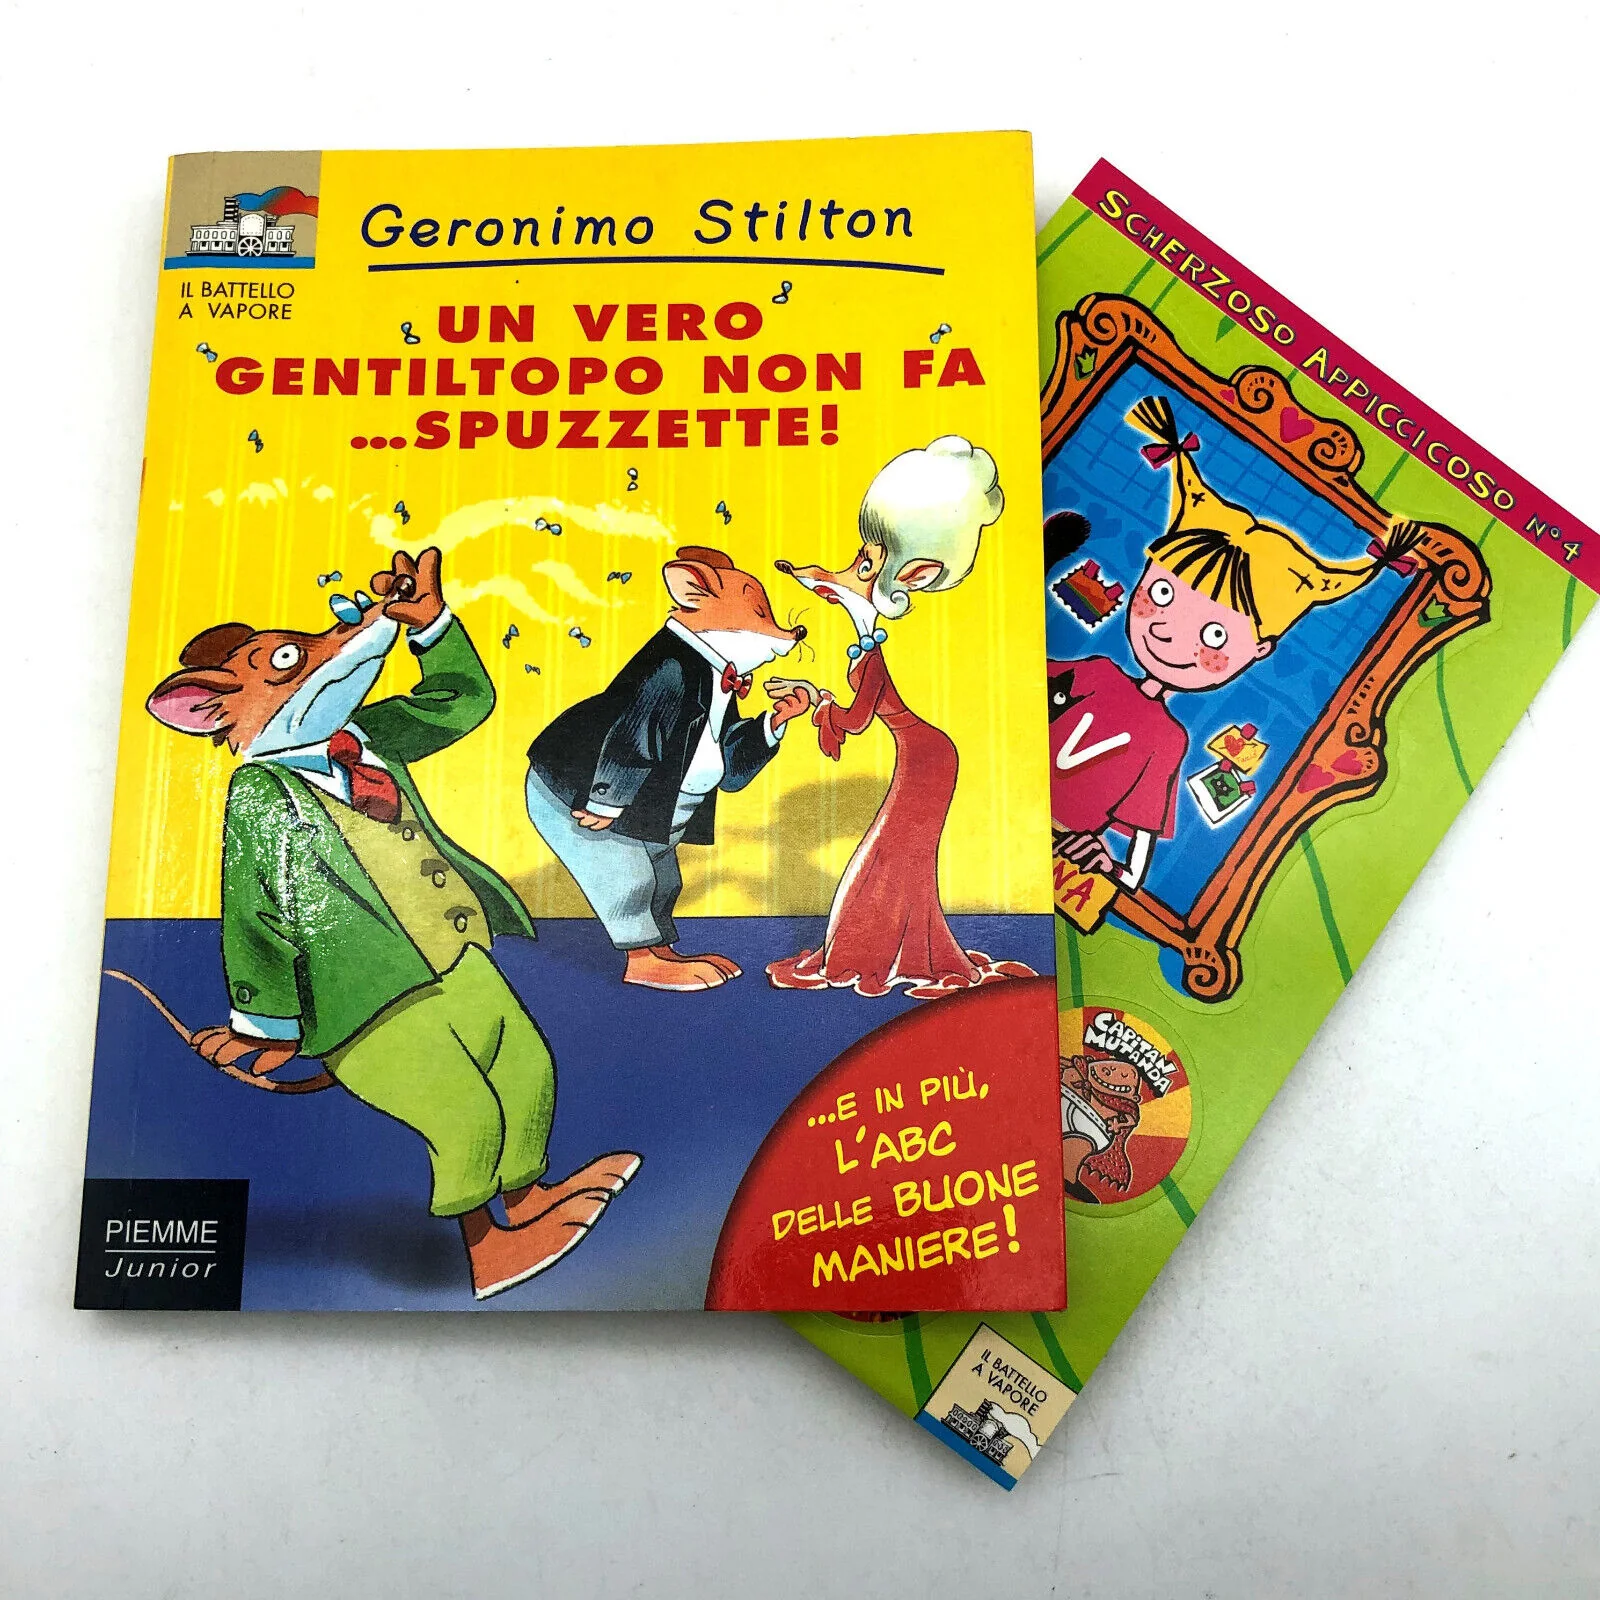 Geronimo Stilton
IL BATTELLO
A VAPORE
UN VERO
GENTILTOPO NON FA
...SPUZZETTE!
...E IN PIÙ,
L'ABC
DELLE BUONE
MANIERE!
PIEMME
Junior
SCHERZOSO APPICCICOSO N° 4
V
NA
CAPITAN
MUTANDA
IL BATTELLO
A VAPORE